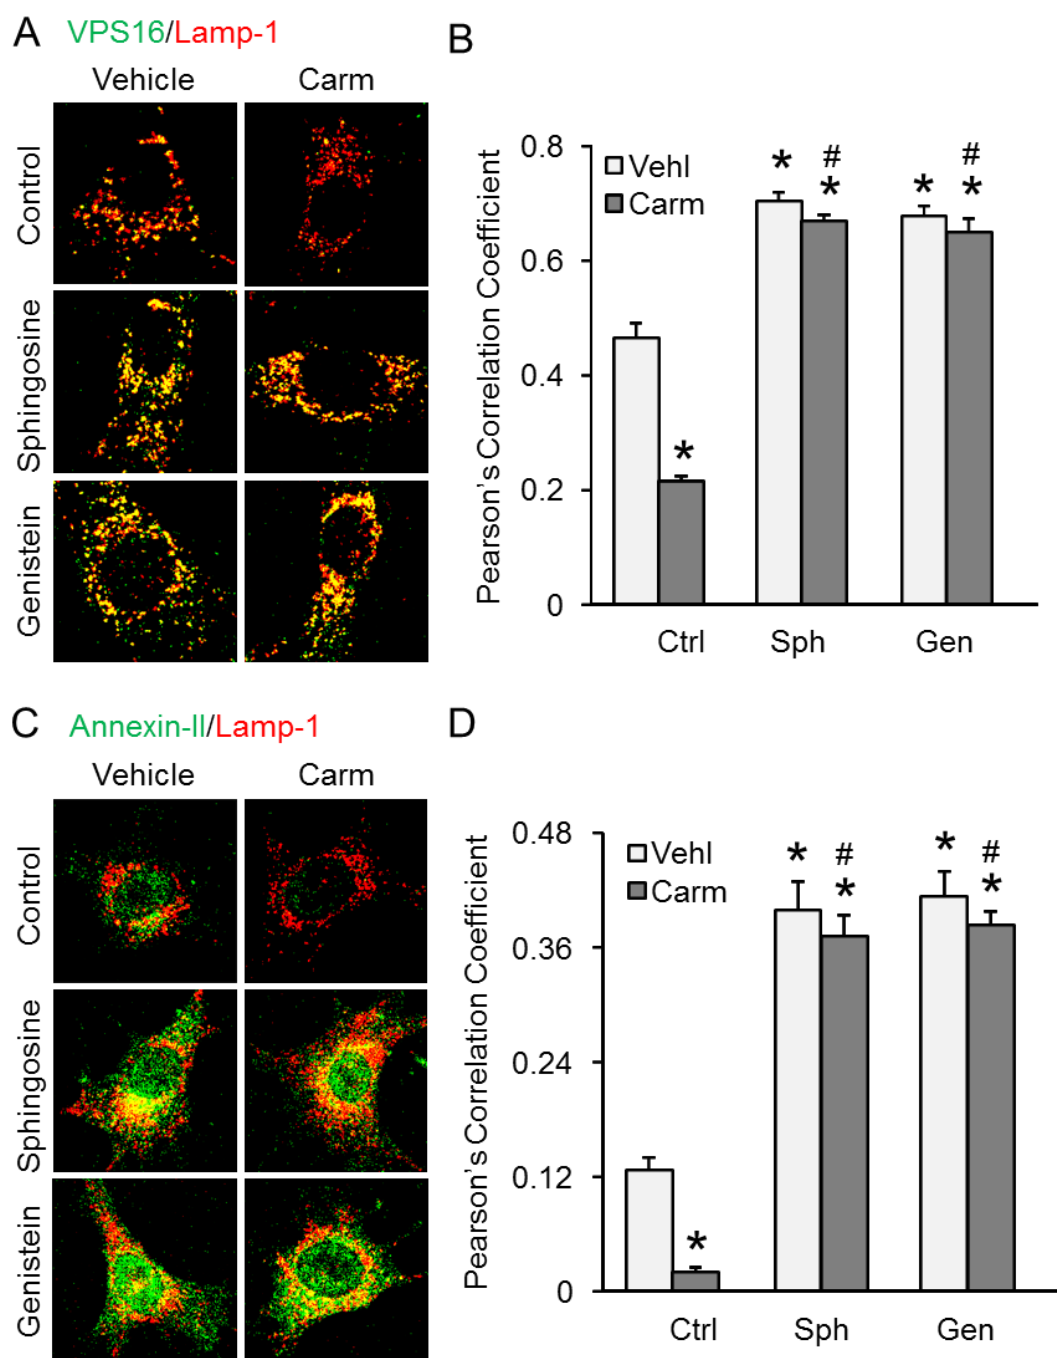 A VPS16/Lamp-1
Vehicle Carm
Control
Sphingosine
Genistein
B
Pearson's Correlation Coefficient
0.8
0.6
0.4
0.2
0
Vehl
Carm
*
* # *
* # *
Ctrl Sph Gen
C Annexin-II/Lamp-1
Vehicle Carm
Control
Sphingosine
Genistein
D
Pearson's Correlation Coefficient
0.48
0.36
0.24
0.12
0
Vehl
Carm
*
* # *
* # *
Ctrl Sph Gen